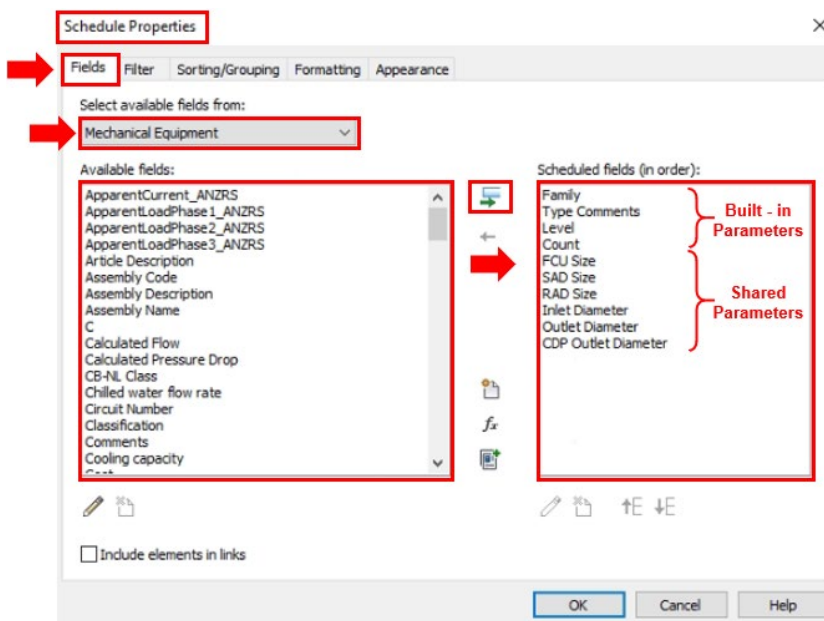 Schedule Properties
Fields Filter Sorting/Grouping Formatting Appearance
Select available fields from:
Mechanical Equipment
Available fields:
ApparentCurrent_ANZRS
ApparentLoadPhase1_ANZRS
ApparentLoadPhase2_ANZRS
ApparentLoadPhase3_ANZRS
Article Description
Assembly Code
Assembly Description
Assembly Name
C
Calculated Flow
Calculated Pressure Drop
CB-NL Class
Chilled water flow rate
Circuit Number
Classification
Comments
Cooling capacity
fx
Scheduled fields (in order):
Family
Type Comments
Level
Count
FCU Size
SAD Size
RAD Size
Inlet Diameter
Outlet Diameter
CDP Outlet Diameter
Built - in
Parameters
Shared
Parameters
Include elements in links
OK Cancel Help